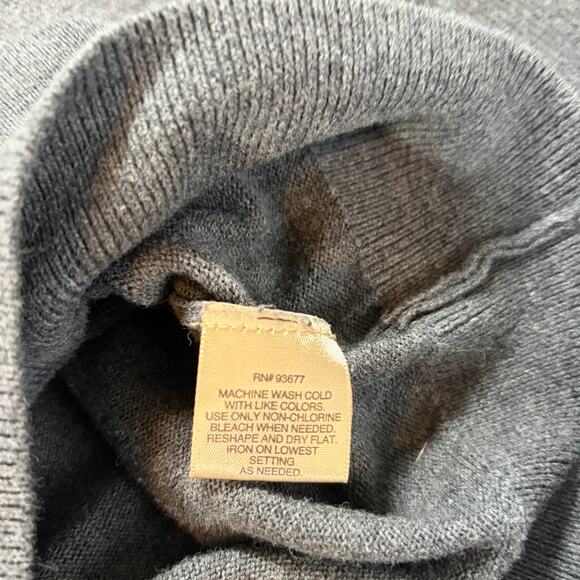 RN# 93677
MACHINE WASH COLD
WITH LIKE COLORS.
USE ONLY NON-CHLORINE
BLEACH WHEN NEEDED.
RESHAPE AND DRY FLAT.
IRON ON LOWEST
SETTING
AS NEEDED.